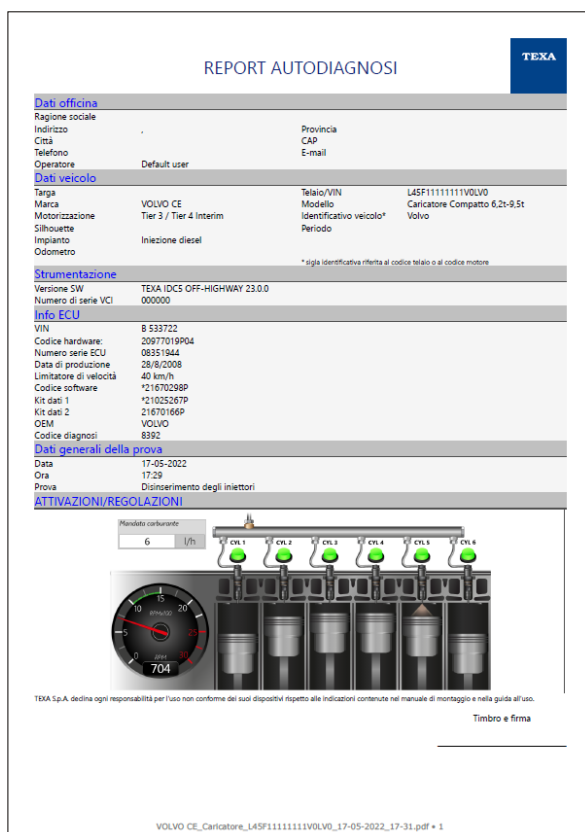 TEXA
REPORT AUTODIAGNOSI
Dati officina
Ragione sociale
Indirizzo , Provincia
Città CAP
Telefono E-mail
Operatore Default user
Dati veicolo
Targa Telaio/VIN L45F11111111V0LV0
Marca VOLVO CE Modello Caricatore Compatto 6,2t-9,5t
Motorizzazione Tier 3 / Tier 4 Interim Identificativo veicolo* Volvo
Silhouette Periodo
Impianto Iniezione diesel
Odometro
* sigla identificativa riferita al codice telaio o al codice motore
Strumentazione
Versione SW TEXA IDC5 OFF-HIGHWAY 23.0.0
Numero di serie VCI 000000
Info ECU
VIN B 533722
Codice hardware: 20977019P04
Numero serie ECU 08351944
Data di produzione 28/8/2008
Limitatore di velocità 40 km/h
Codice software *21670298P
Kit dati 1 *21025267P
Kit dati 2 21670166P
OEM VOLVO
Codice diagnosi 8392
Dati generali della prova
Data 17-05-2022
Ora 17:29
Prova Disinserimento degli iniettori
ATTIVAZIONI/REGOLAZIONI
Mandata carburante
6 l/h
CYL 1 CYL 2 CYL 3 CYL 4 CYL 5 CYL 6
0 5 10 15 20 25 30
RPMx100
RPM
704
TEXA S.p.A. declina ogni responsabilità per l'uso non conforme dei suoi dispositivi rispetto alle indicazioni contenute nel manuale di montaggio e nella guida all'uso.
Timbro e firma
VOLVO CE_Caricatore_L45F11111111V0LV0_17-05-2022_17-31.pdf • 1